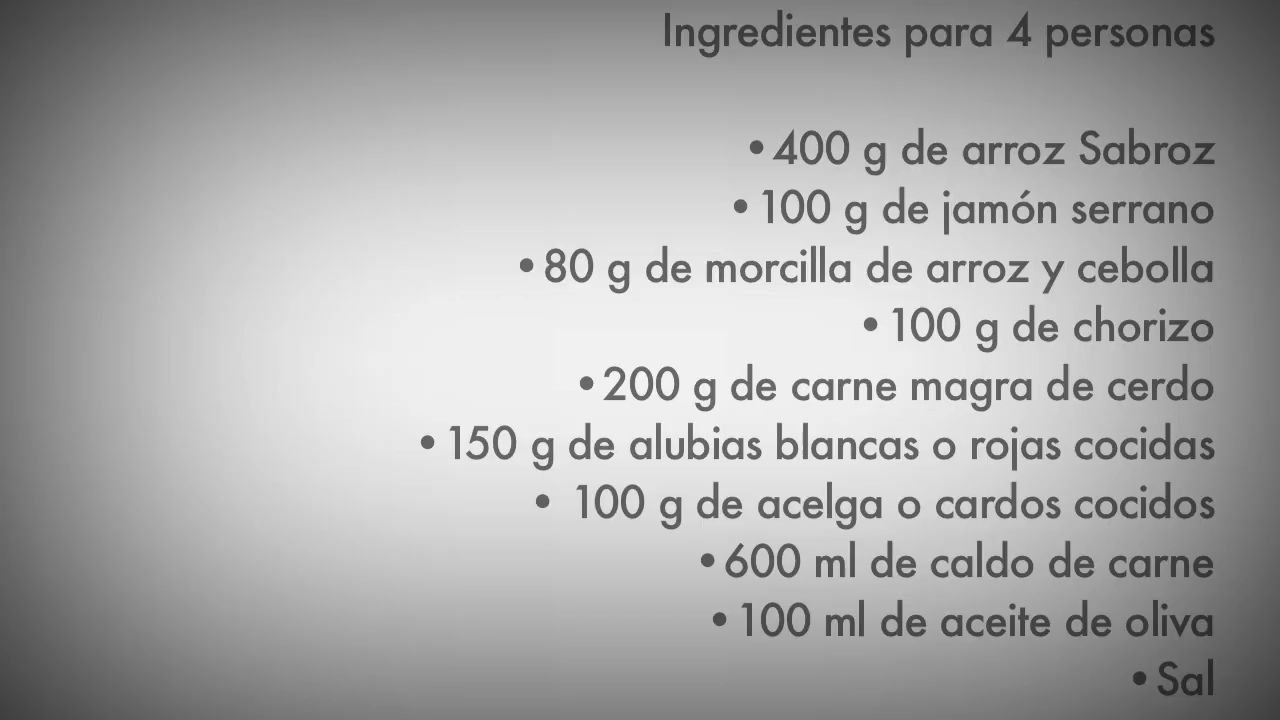 Ingredientes para 4 personas
•400 g de arroz Sabroz
•100 g de jamón serrano
•80 g de morcilla de arroz y cebolla
•100 g de chorizo
•200 g de carne magra de cerdo
•150 g de alubias blancas o rojas cocidas
• 100 g de acelga o cardos cocidos
•600 ml de caldo de carne
•100 ml de aceite de oliva
•Sal